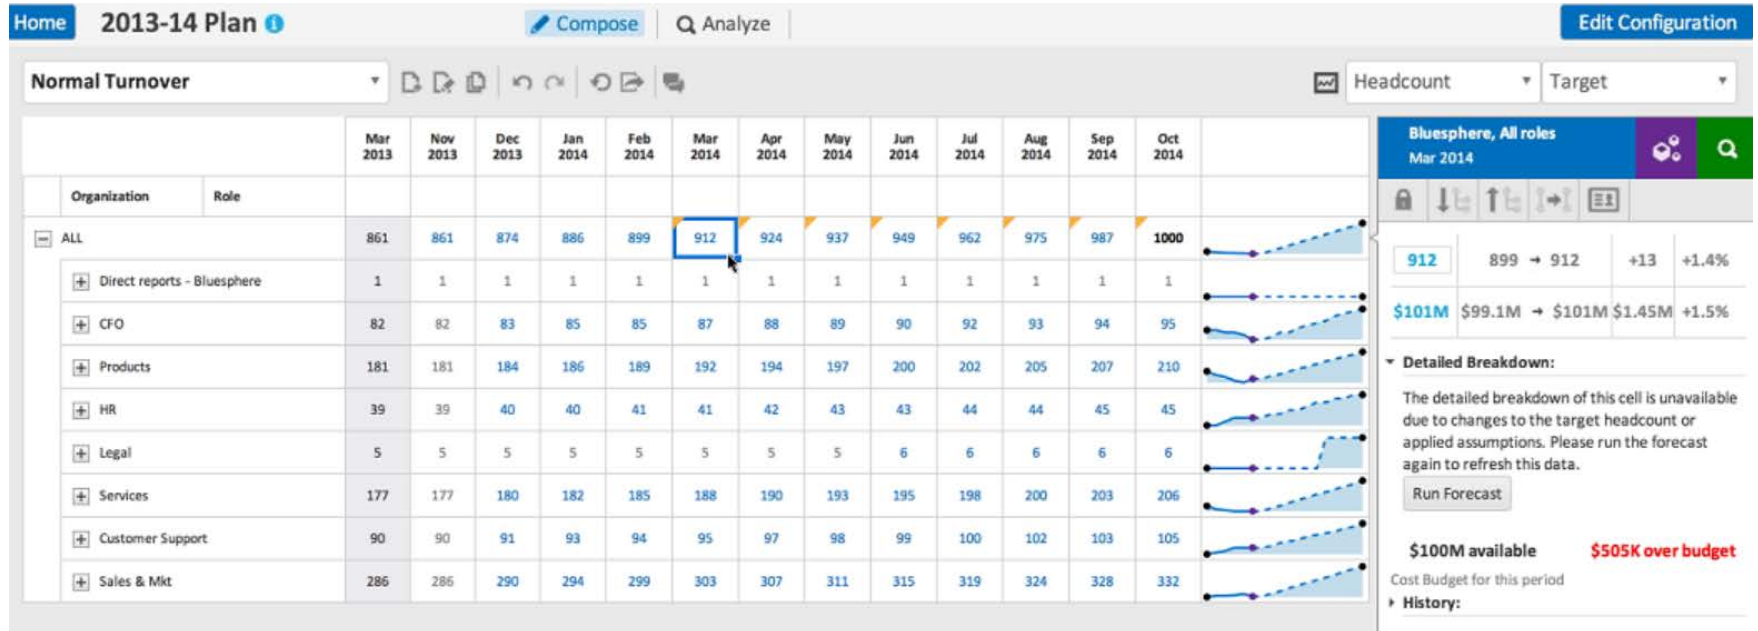 Home 2013-14 Plan Compose Analyze Edit Configuration
Normal Turnover Headcount Target
Mar 2013 Nov 2013 Dec 2013 Jan 2014 Feb 2014 Mar 2014 Apr 2014 May 2014 Jun 2014 Jul 2014 Aug 2014 Sep 2014 Oct 2014
Organization Role
ALL 861 861 874 886 899 912 924 937 949 962 975 987 1000
Direct reports - Bluesphere 1 1 1 1 1 1 1 1 1 1 1 1 1
CFO 82 82 83 85 85 87 88 89 90 92 93 94 95
Products 181 181 184 186 189 192 194 197 200 202 205 207 210
HR 39 39 40 40 41 41 42 43 43 44 44 45 45
Legal 5 5 5 5 5 5 5 5 6 6 6 6 6
Services 177 177 180 182 185 188 190 193 195 198 200 203 206
Customer Support 90 90 91 93 94 95 97 98 99 100 102 103 105
Sales & Mkt 286 286 290 294 299 303 307 311 315 319 324 328 332
Bluesphere, All roles
Mar 2014
912 899 → 912 +13 +1.4%
$101M $99.1M → $101M $1.45M +1.5%
Detailed Breakdown:
The detailed breakdown of this cell is unavailable
due to changes to the target headcount or
applied assumptions. Please run the forecast
again to refresh this data.
Run Forecast
$100M available $505K over budget
Cost Budget for this period
History: